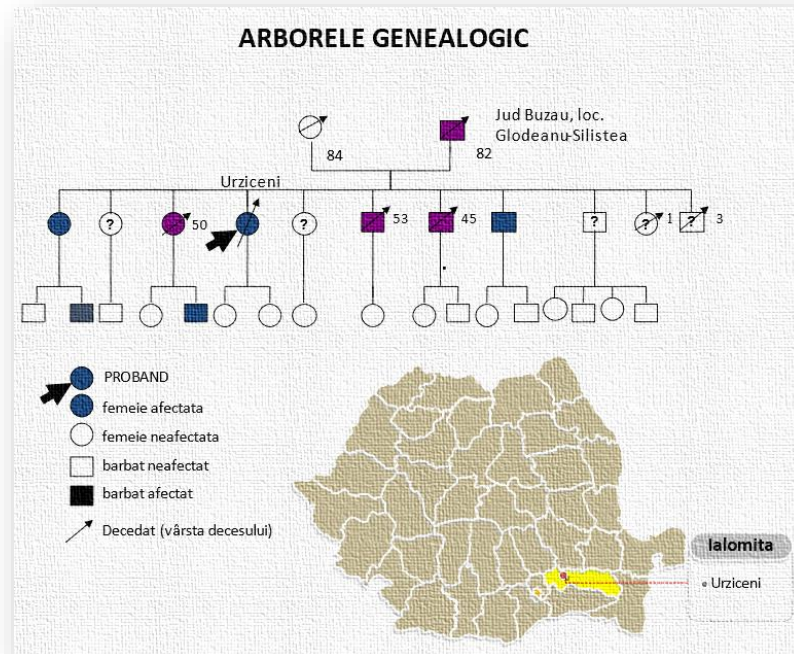 ARBORELE GENEALOGIC
Jud Buzau, loc.
Glodeanu-Silistea
84
82
Urziceni
?
50
?
53
45
?
?
1
?
3
PROBAND
femeie afectata
femeie neafectata
barbat neafectat
barbat afectat
Decedat (vârsta decesului)
Ialomita
Urziceni